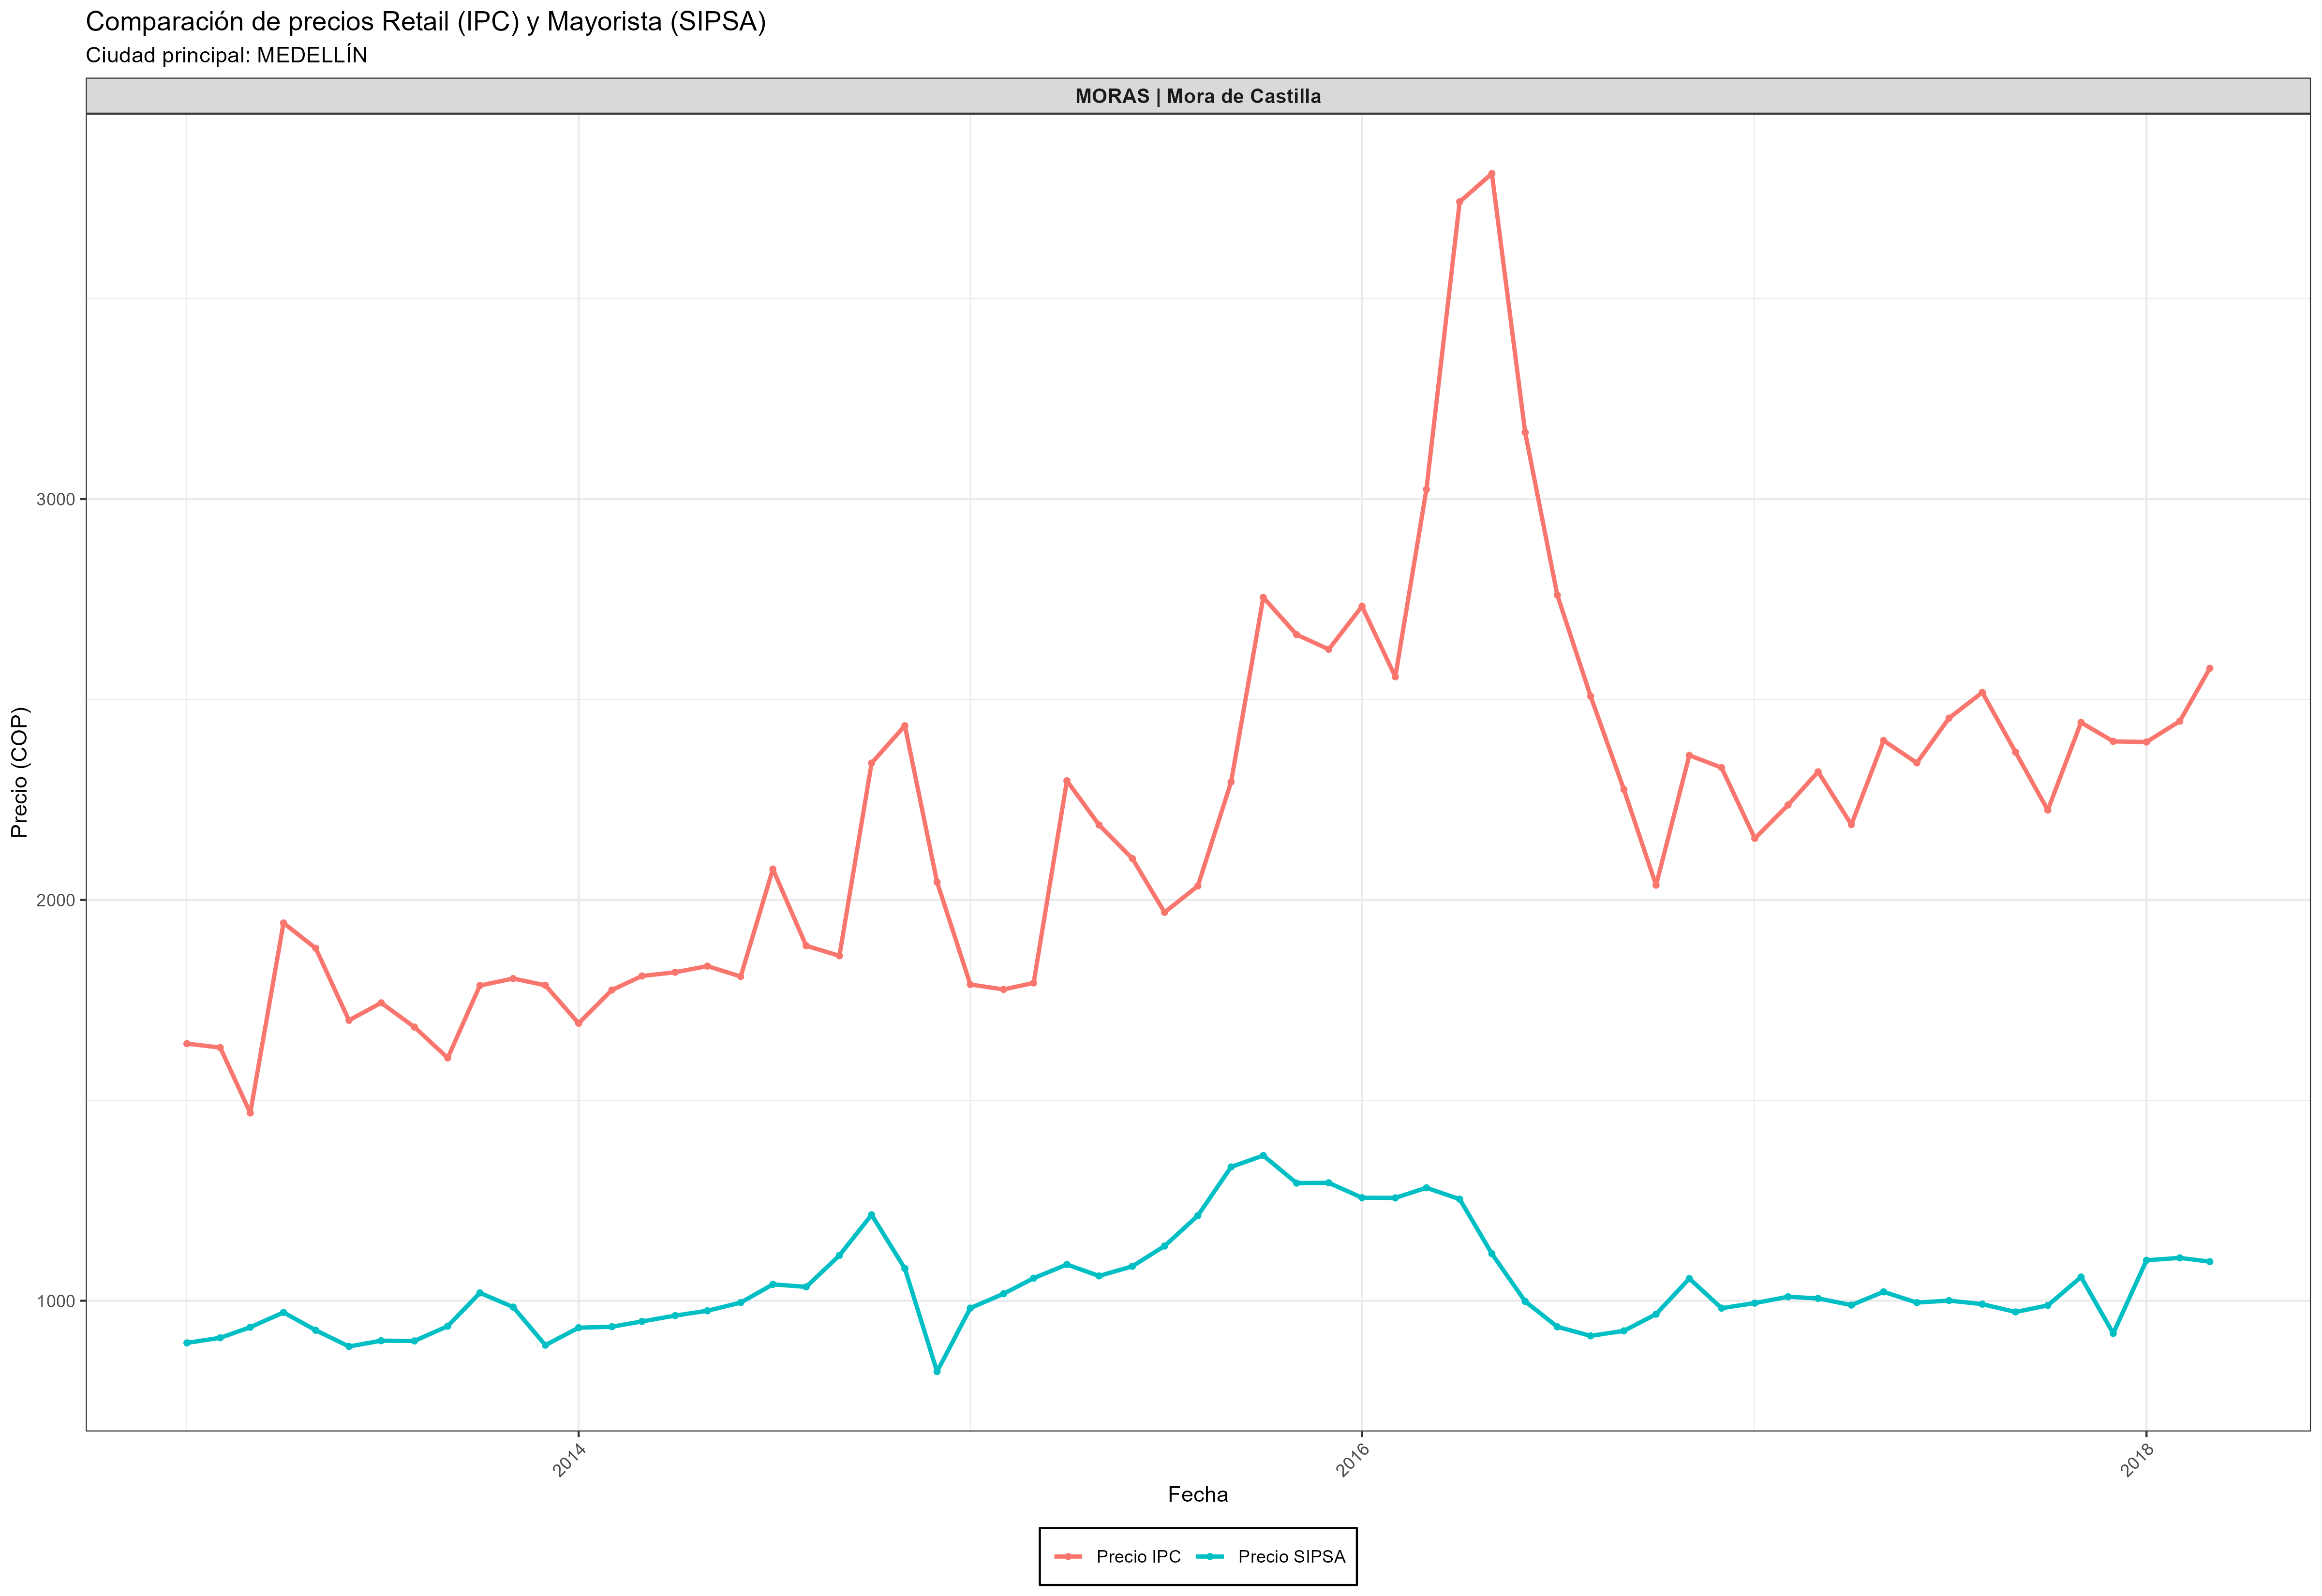 Comparación de precios Retail (IPC) y Mayorista (SIPSA)
Ciudad principal: MEDELLÍN
MORAS | Mora de Castilla
Precio (COP)
3000
2000
1000
2014
2016
2018
Fecha
Precio IPC
Precio SIPSA